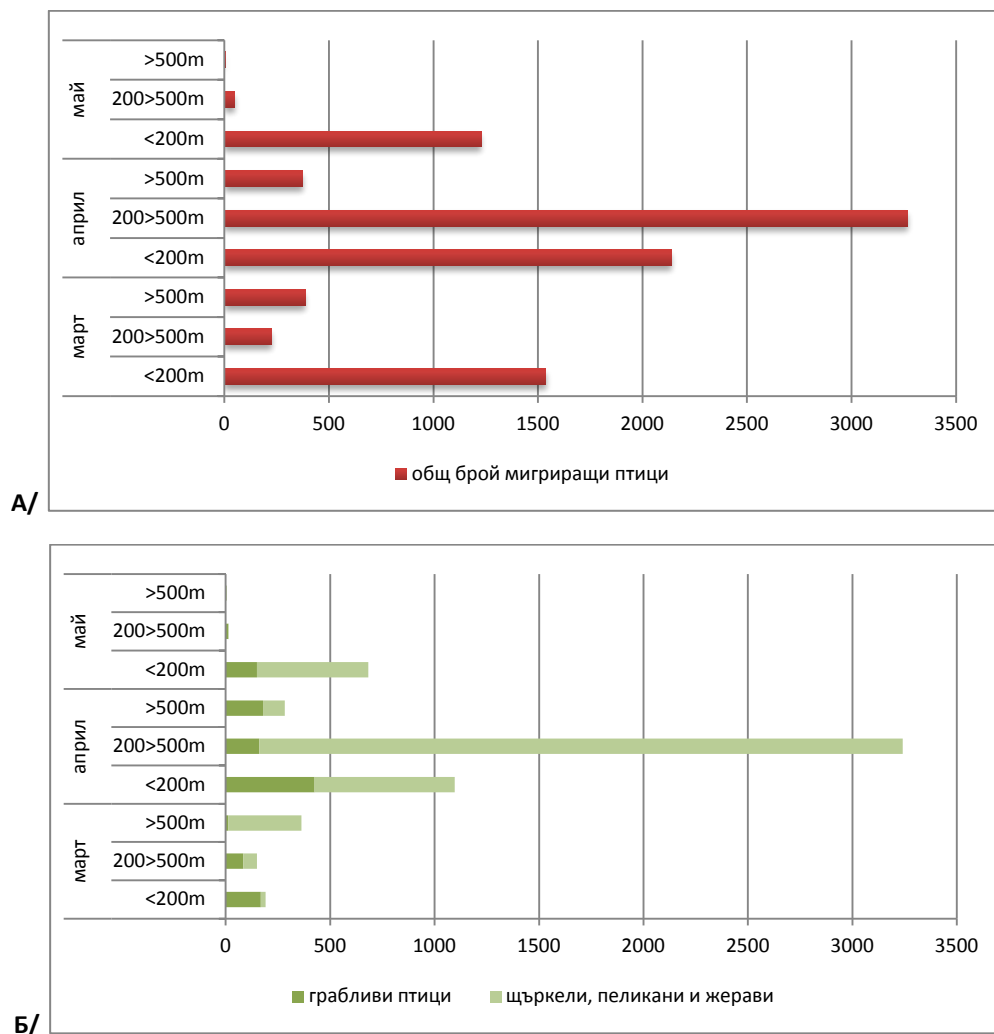 май
>500m
200>500m
<200m
април
>500m
200>500m
<200m
март
>500m
200>500m
<200m
0 500 1000 1500 2000 2500 3000 3500
общ брой мигриращи птици
А/
май
>500m
200>500m
<200m
април
>500m
200>500m
<200m
март
>500m
200>500m
<200m
0 500 1000 1500 2000 2500 3000 3500
грабливи птици щъркели, пеликани и жерави
Б/